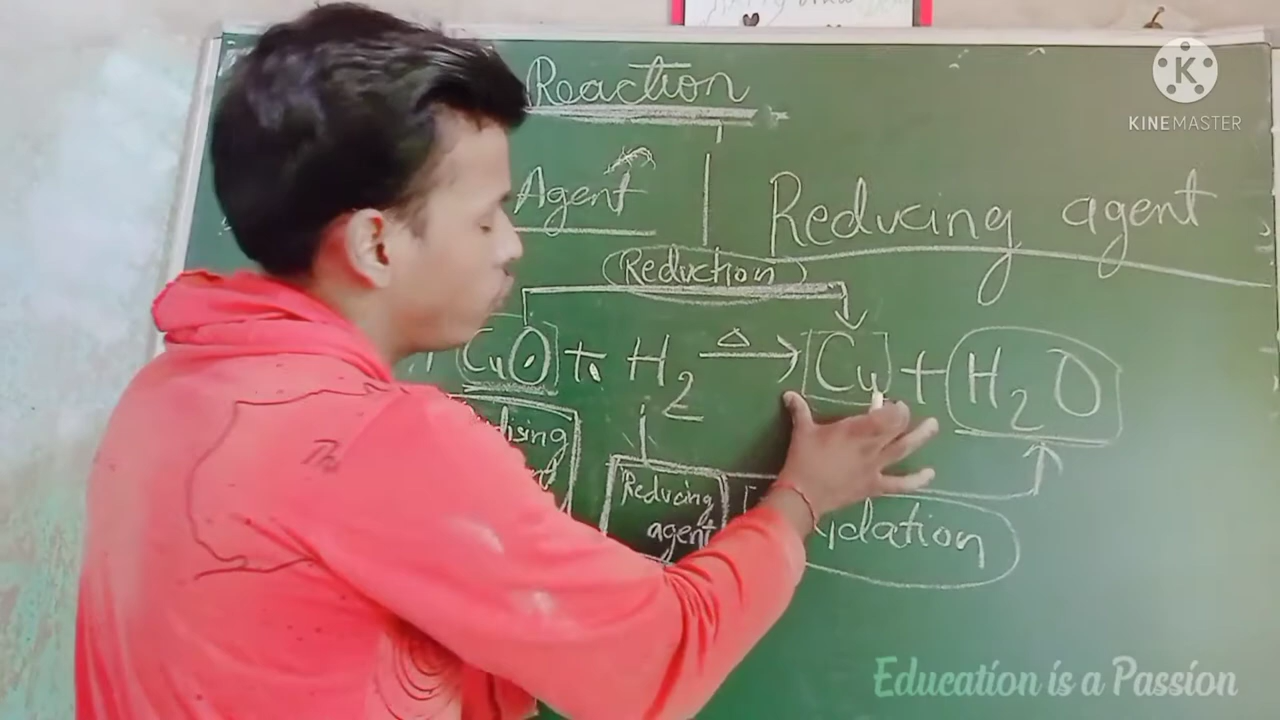 Reaction
KINEMASTER
Agent
Reducing agent
Reduction
CuO + H2 Δ→ Cu + H2O
Reducing
agent
Education is a Passion